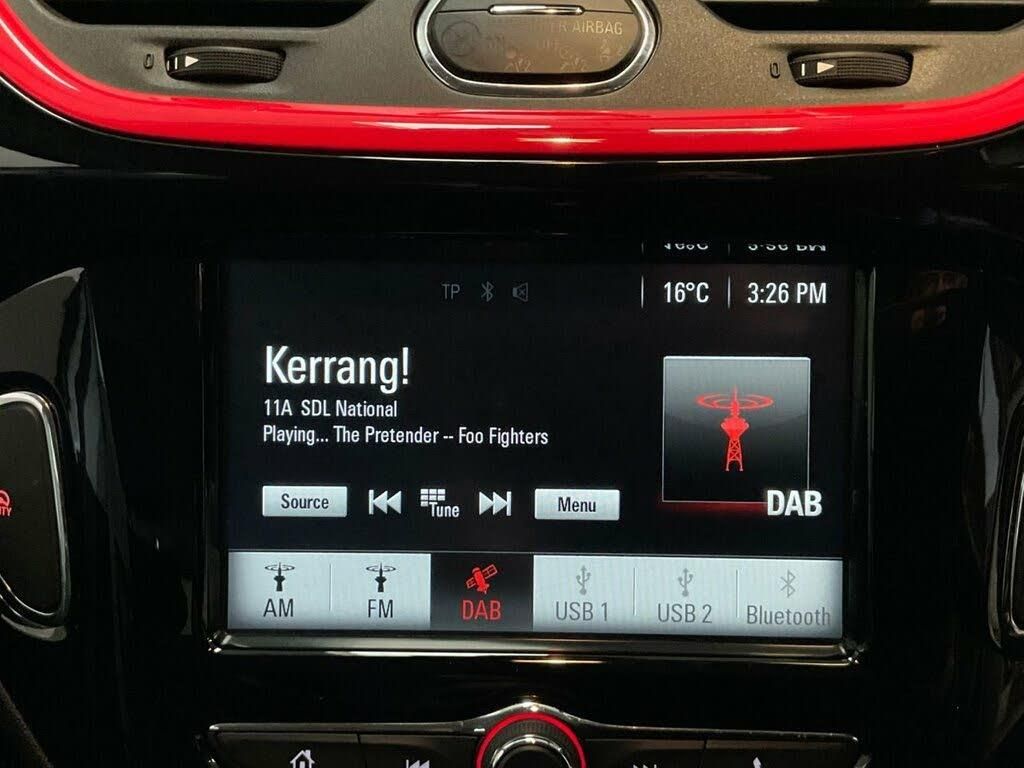 AIRBAG
TP
16°C
3:26 PM
Kerrang!
11A SDL National
Playing... The Pretender -- Foo Fighters
DAB
Source
Tune
Menu
AM
FM
DAB
USB 1
USB 2
Bluetooth